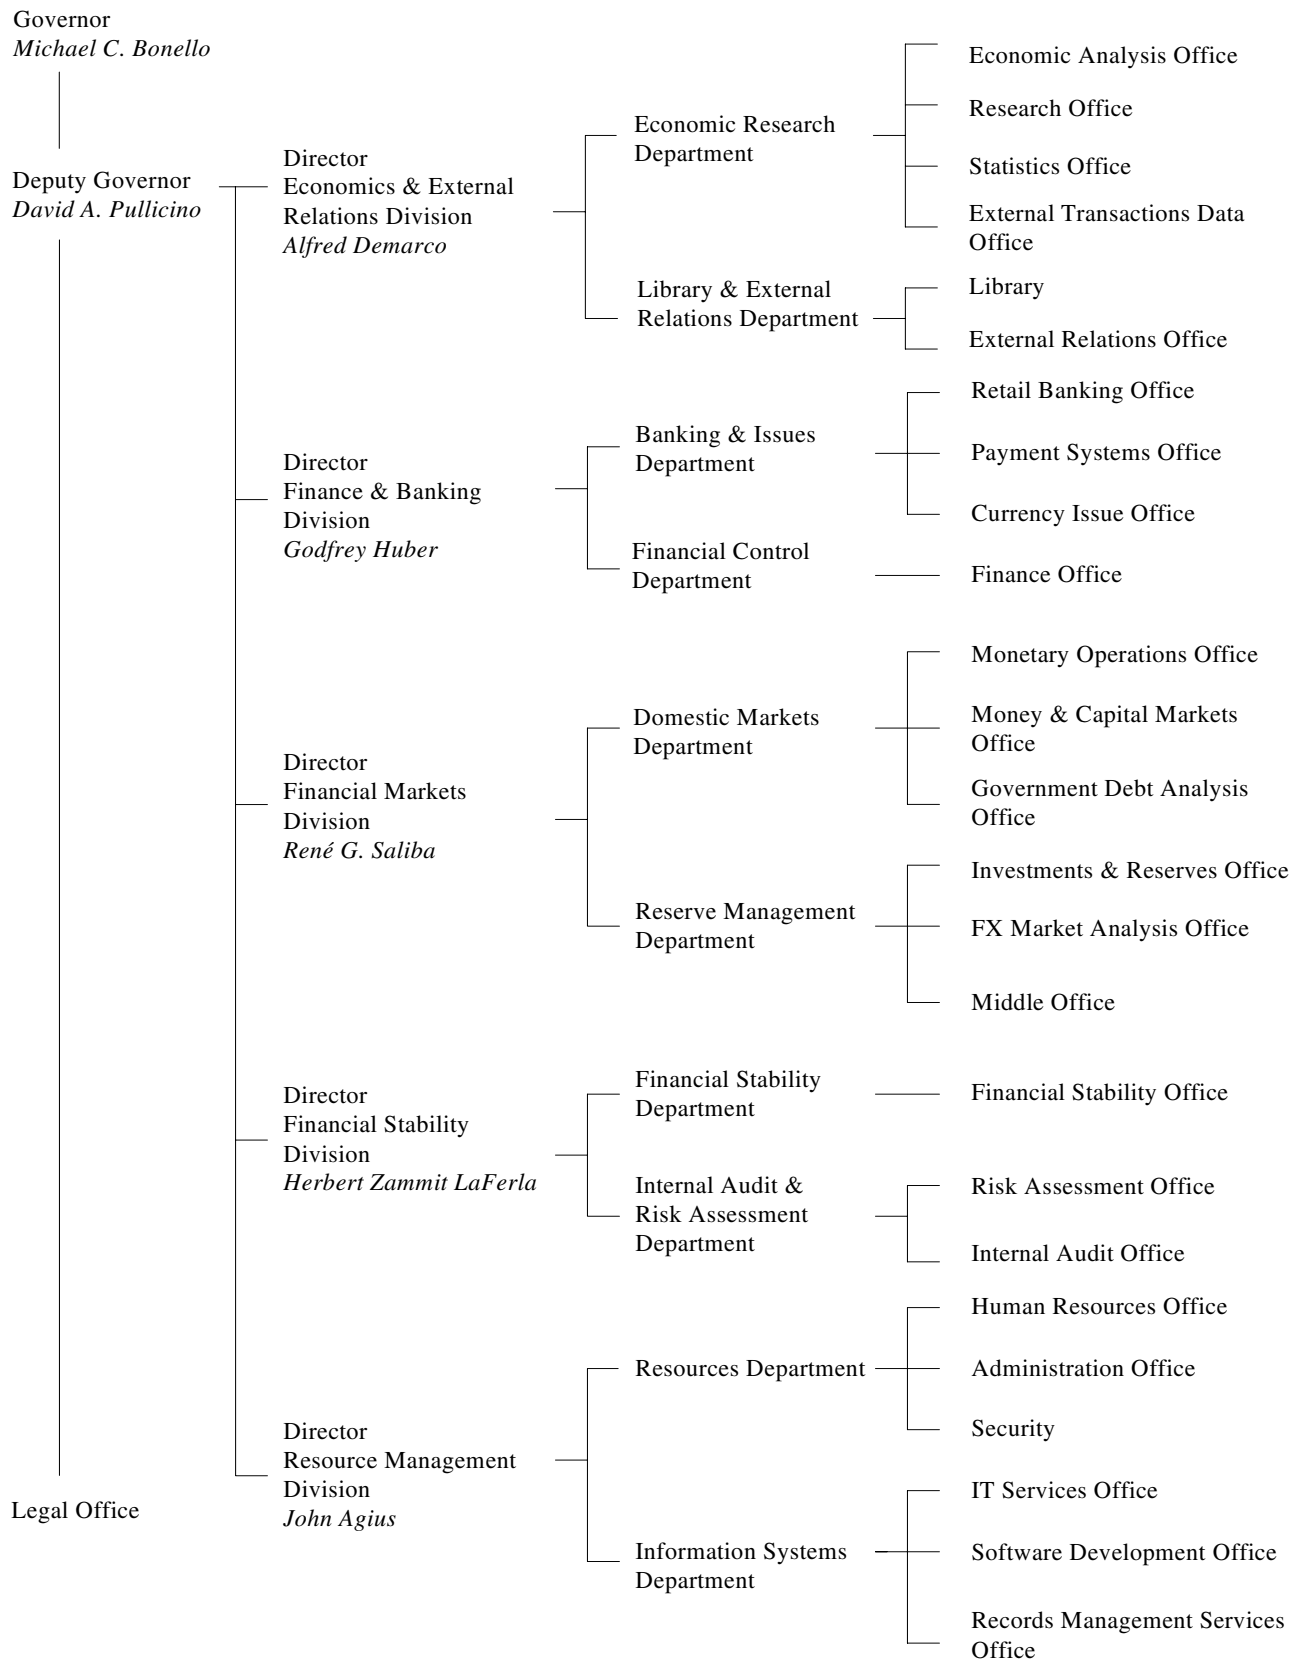 Governor
Michael C. Bonello
Deputy Governor
David A. Pullicino
Legal Office
Director
Economics & External
Relations Division
Alfred Demarco
Economic Research
Department
Economic Analysis Office
Research Office
Statistics Office
External Transactions Data
Office
Library & External
Relations Department
Library
External Relations Office
Director
Finance & Banking
Division
Godfrey Huber
Banking & Issues
Department
Retail Banking Office
Payment Systems Office
Currency Issue Office
Financial Control
Department
Finance Office
Director
Financial Markets
Division
René G. Saliba
Domestic Markets
Department
Monetary Operations Office
Money & Capital Markets
Office
Government Debt Analysis
Office
Reserve Management
Department
Investments & Reserves Office
FX Market Analysis Office
Middle Office
Director
Financial Stability
Division
Herbert Zammit LaFerla
Financial Stability
Department
Financial Stability Office
Internal Audit &
Risk Assessment
Department
Risk Assessment Office
Internal Audit Office
Director
Resource Management
Division
John Agius
Resources Department
Human Resources Office
Administration Office
Security
Information Systems
Department
IT Services Office
Software Development Office
Records Management Services
Office